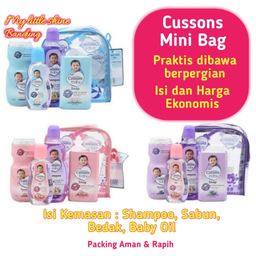 My little shine
Bandung
Cussons
Mini Bag
Praktis dibawa
berpergian
Isi dan Harga
Ekonomis
Cussons
Isi Kemasan : Shampoo, Sabun,
Bedak, Baby Oil
Packing Aman & Rapih